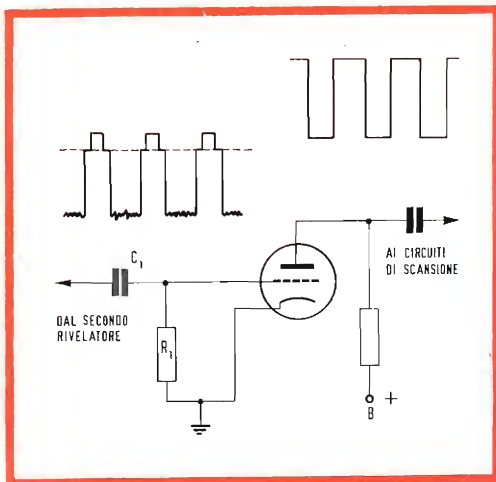 C1
DAL SECONDO
RIVELATORE
R1
AI CIRCUITI
DI SCANSIONE
B +